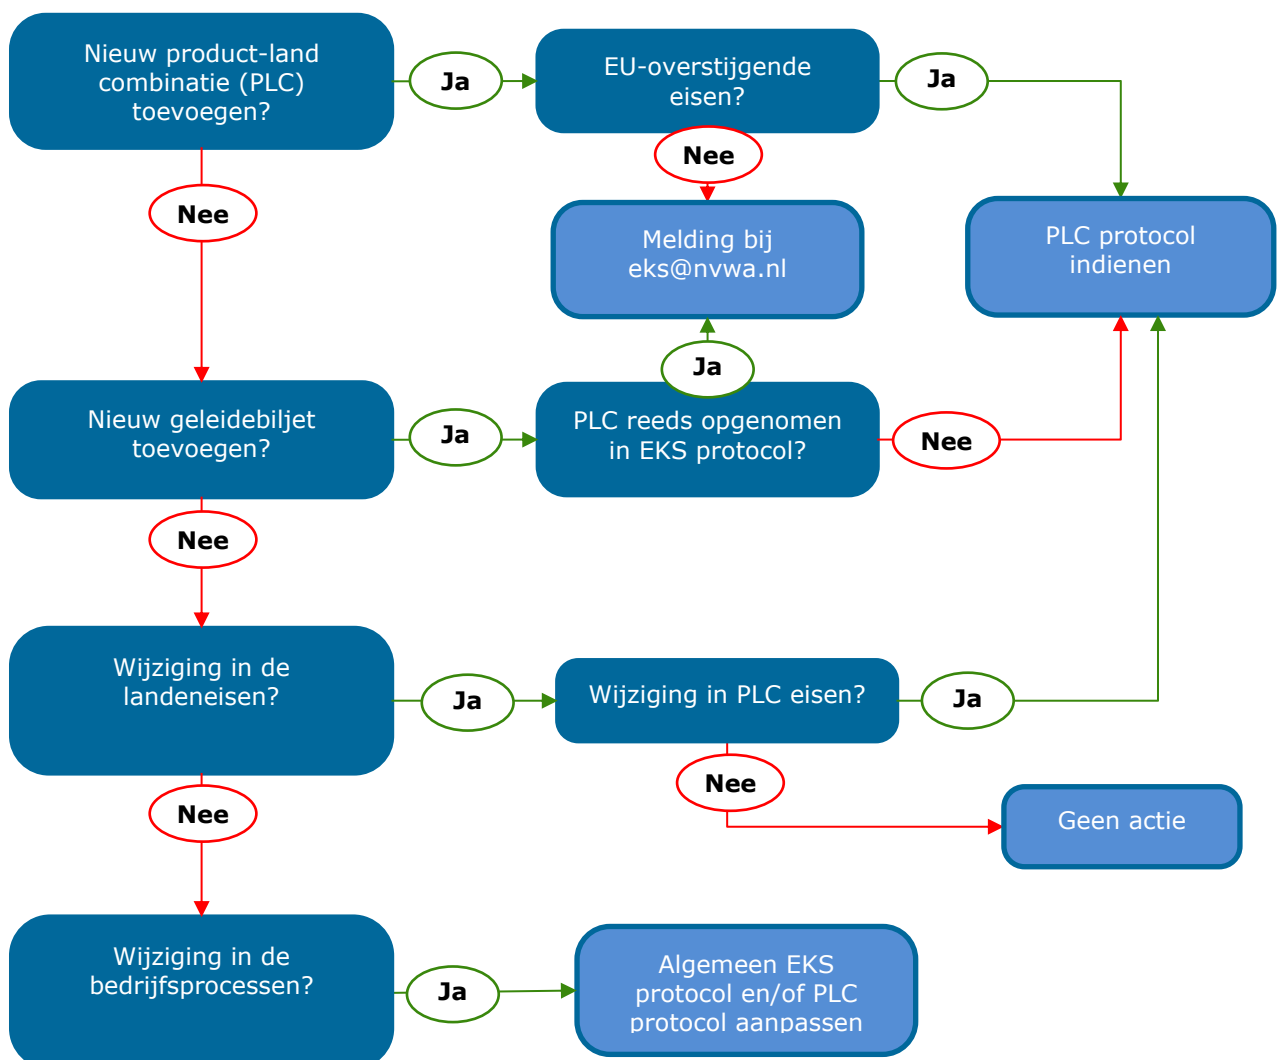 Nieuw product-land
combinatie (PLC)
toevoegen?
Ja
EU-overstijgende
eisen?
Ja
Nee
Nee
Melding bij
eks@nvwa.nl
PLC protocol
indienen
Ja
Nieuw geleidebiljet
toevoegen?
Ja
PLC reeds opgenomen
in EKS protocol?
Nee
Nee
Wijziging in de
landeneisen?
Ja
Wijziging in PLC eisen?
Ja
Nee
Nee
Geen actie
Wijziging in de
bedrijfsprocessen?
Ja
Algemeen EKS
protocol en/of PLC
protocol aanpassen